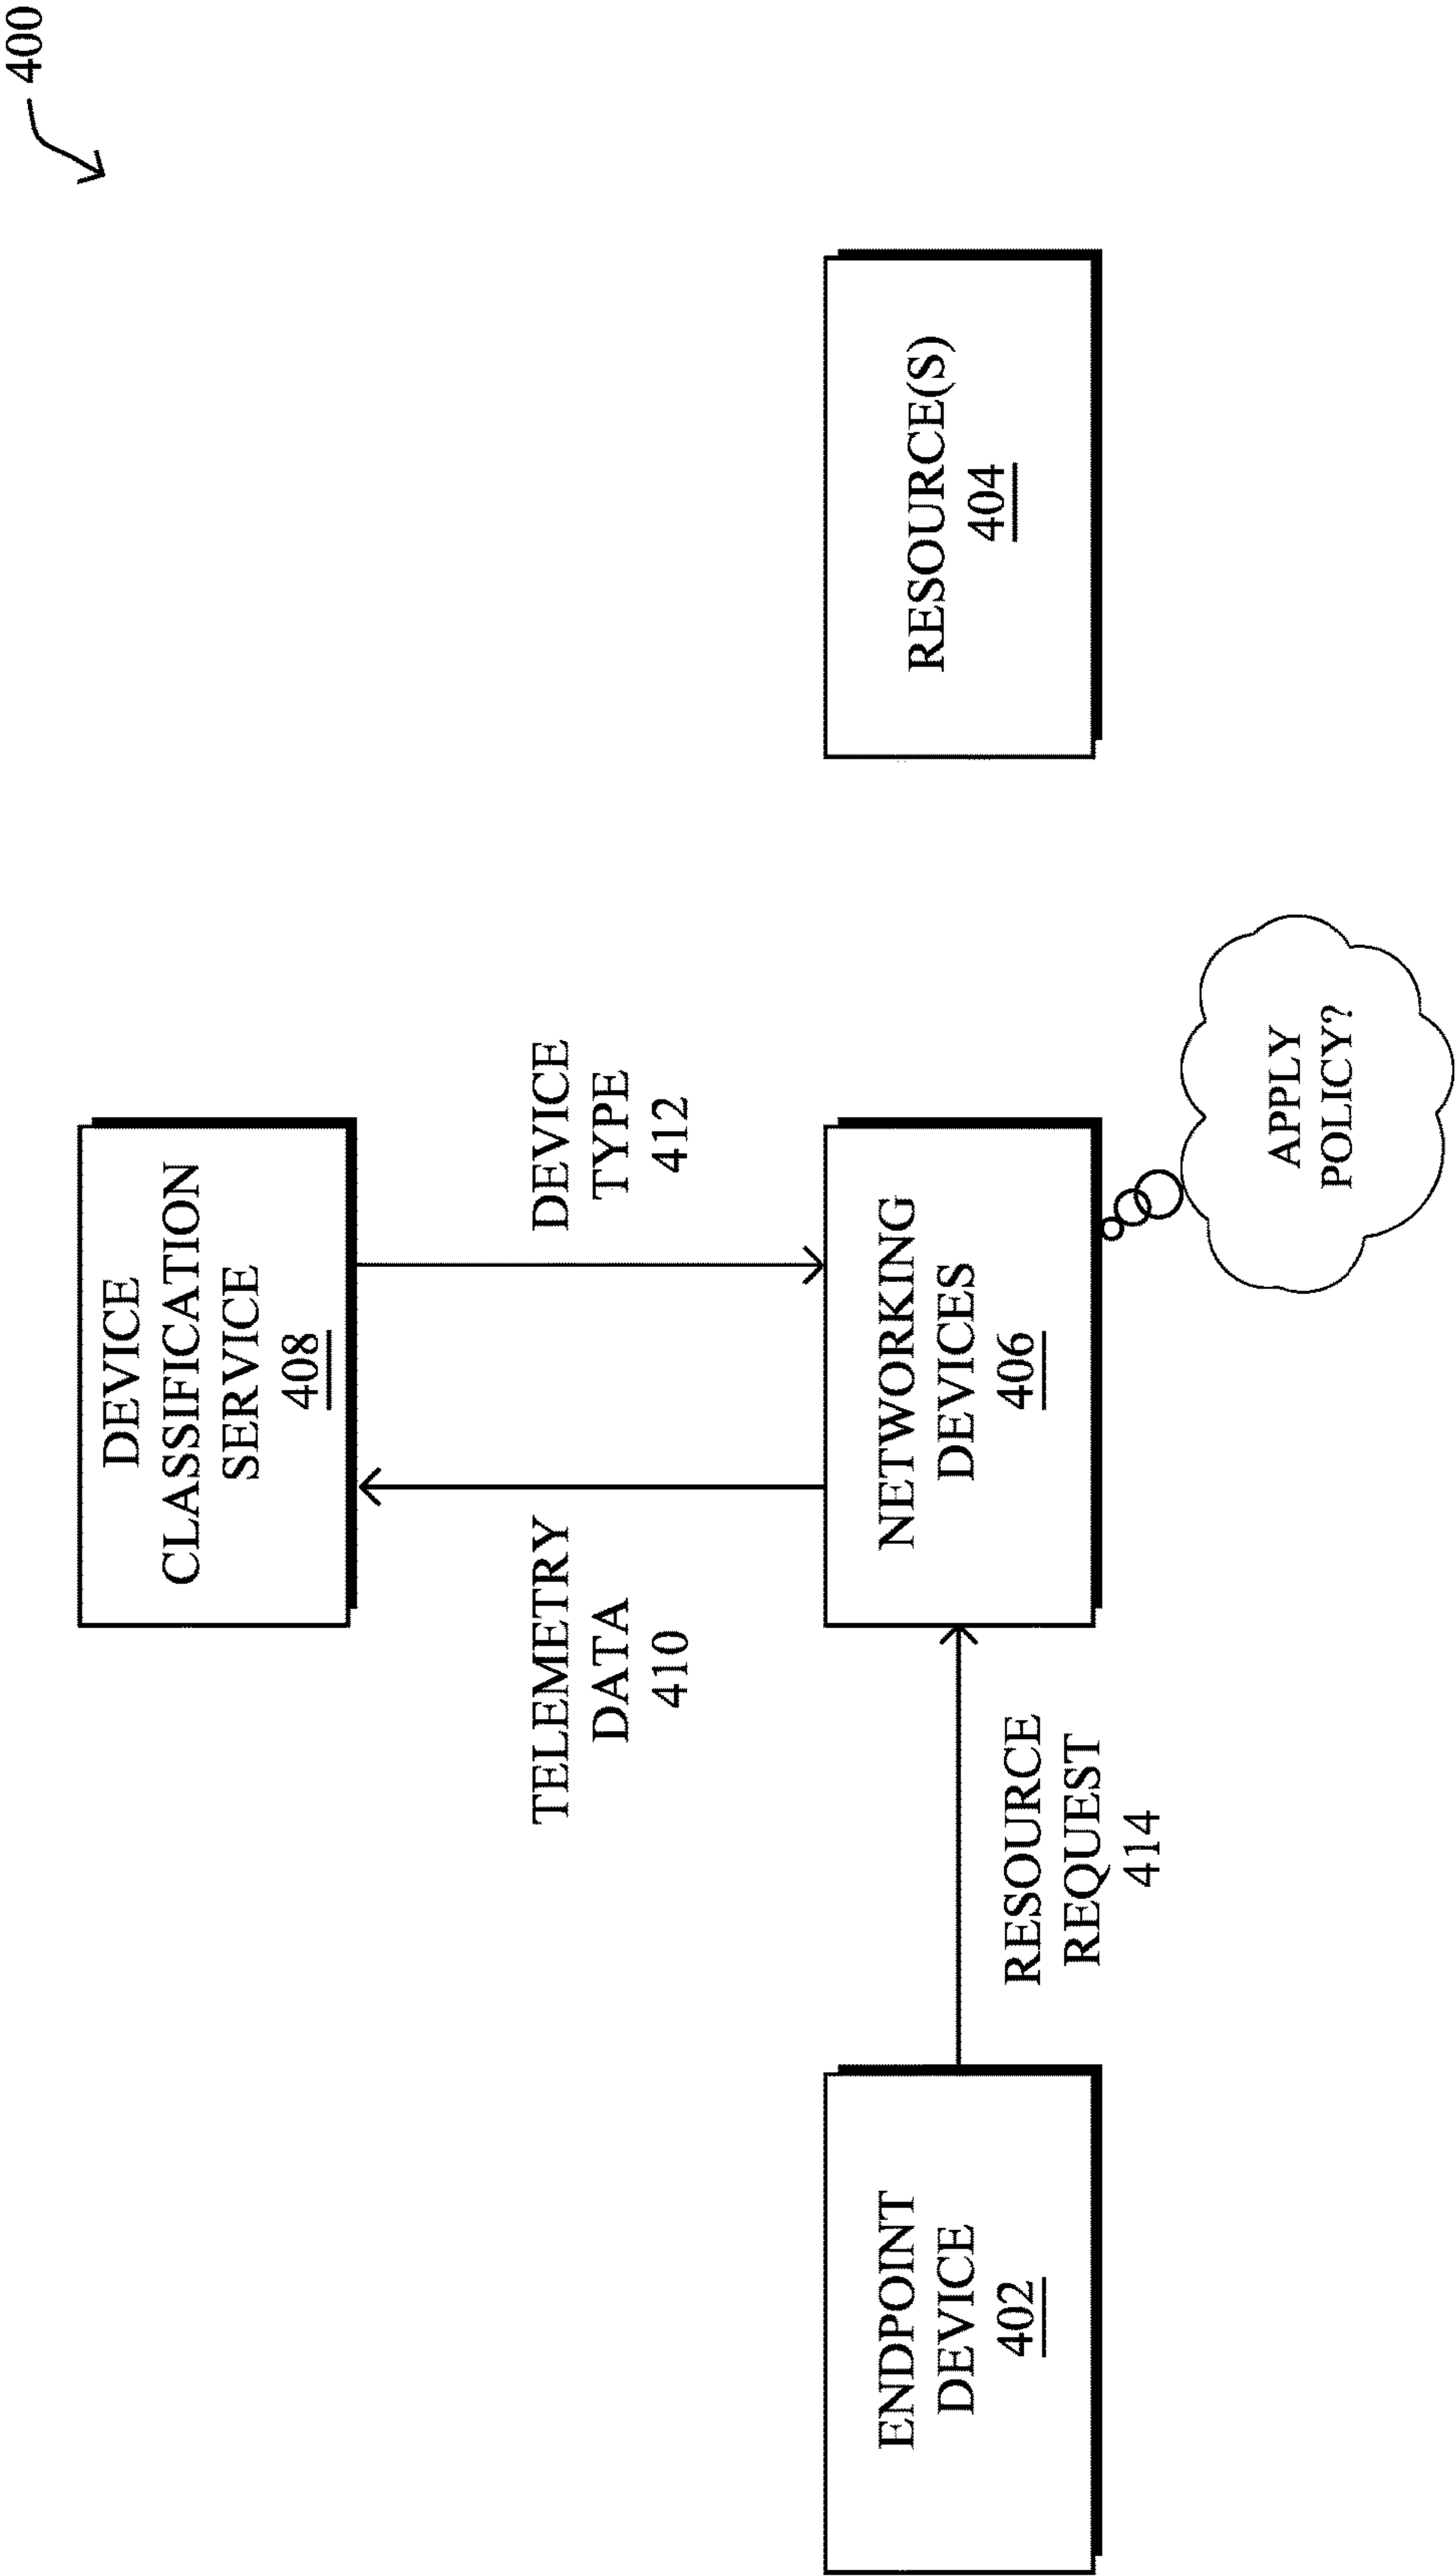 400
DEVICE
CLASSIFICATION
SERVICE
408
TELEMETRY
DATA
410
DEVICE
TYPE
412
ENDPOINT
DEVICE
402
RESOURCE
REQUEST
414
NETWORKING
DEVICES
406
RESOURCE(S)
404
APPLY
POLICY?